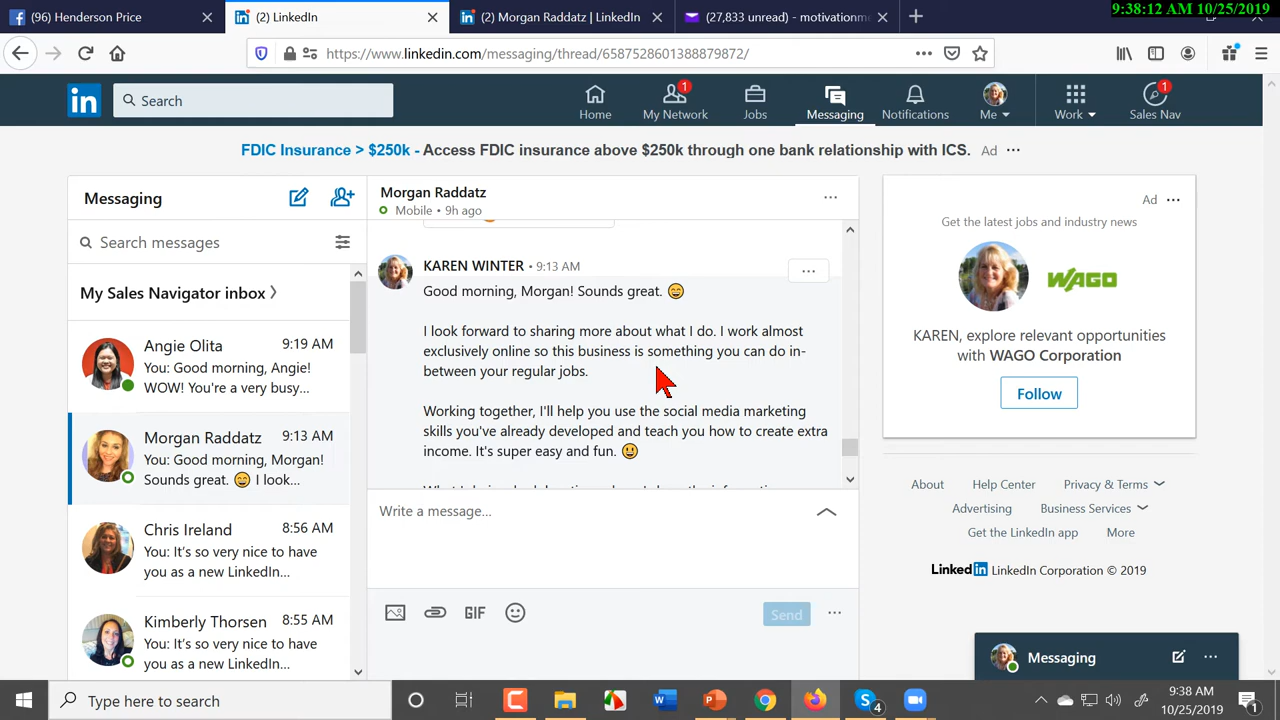 9:38:12 AM 10/25/2019
(96) Henderson Price
(2) LinkedIn
(2) Morgan Raddatz | LinkedIn
(27,833 unread) - motivationm
https://www.linkedin.com/messaging/thread/6587528601388879872/
in
Search
Home
1
My Network
Jobs
Messaging
Notifications
Me
Work
1
Sales Nav
FDIC Insurance > $250k - Access FDIC insurance above $250k through one bank relationship with ICS. Ad
Messaging
Search messages
My Sales Navigator inbox
Angie Olita 9:19 AM
You: Good morning, Angie!
WOW! You're a very busy...
Morgan Raddatz 9:13 AM
You: Good morning, Morgan!
Sounds great. 😄 I look...
Chris Ireland 8:56 AM
You: It's so very nice to have
you as a new LinkedIn...
Kimberly Thorsen 8:55 AM
You: It's so very nice to have
you as a new LinkedIn...
Morgan Raddatz
Mobile • 9h ago
KAREN WINTER • 9:13 AM
Good morning, Morgan! Sounds great. 😄
I look forward to sharing more about what I do. I work almost
exclusively online so this business is something you can do in-
between your regular jobs.
Working together, I'll help you use the social media marketing
skills you've already developed and teach you how to create extra
income. It's super easy and fun. 😀
Write a message...
GIF
Send
Ad
Get the latest jobs and industry news
WAGO
KAREN, explore relevant opportunities
with WAGO Corporation
Follow
About Help Center Privacy & Terms
Advertising Business Services
Get the LinkedIn app More
LinkedIn LinkedIn Corporation © 2019
Messaging
Type here to search
4
9:38 AM
10/25/2019
1